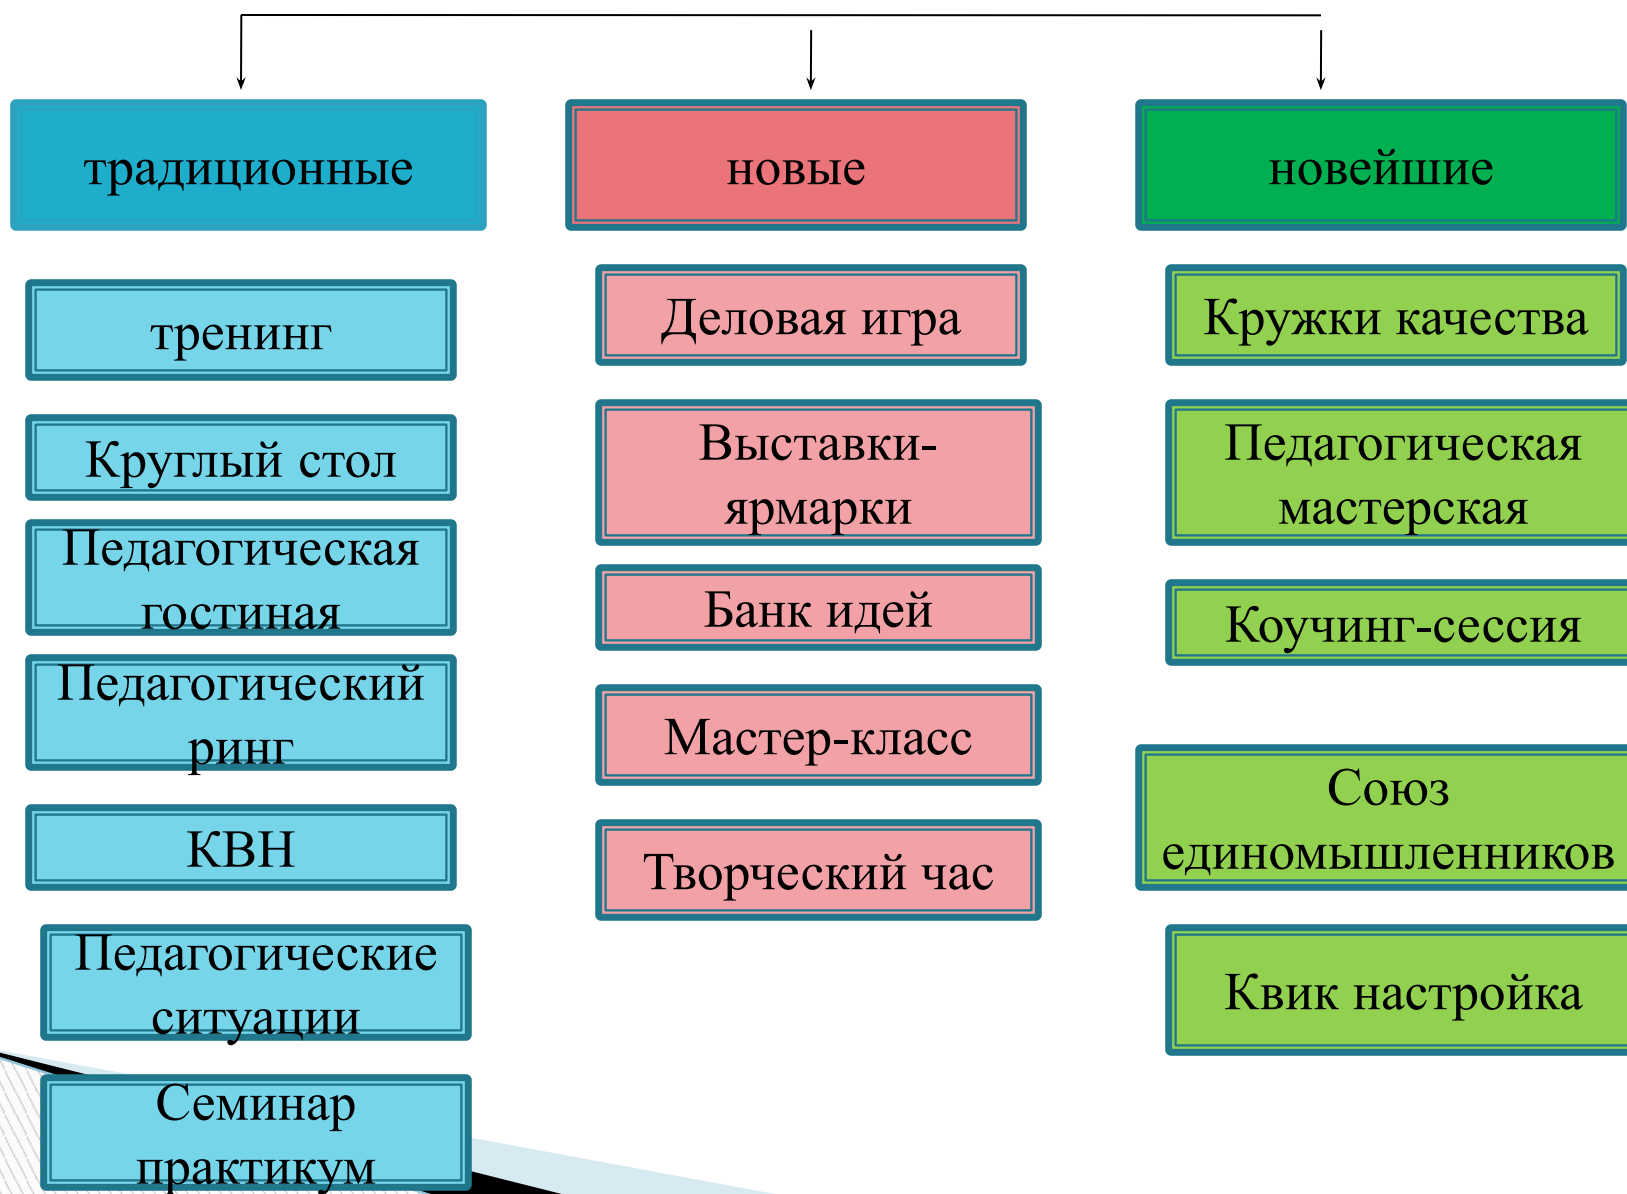 традиционные
тренинг
Круглый стол
Педагогическая
гостиная
Педагогический
ринг
КВН
Педагогические
ситуации
Семинар
практикум
новые
Деловая игра
Выставки-
ярмарки
Банк идей
Мастер-класс
Творческий час
новейшие
Кружки качества
Педагогическая
мастерская
Коучинг-сессия
Союз
единомышленников
Квик настройка